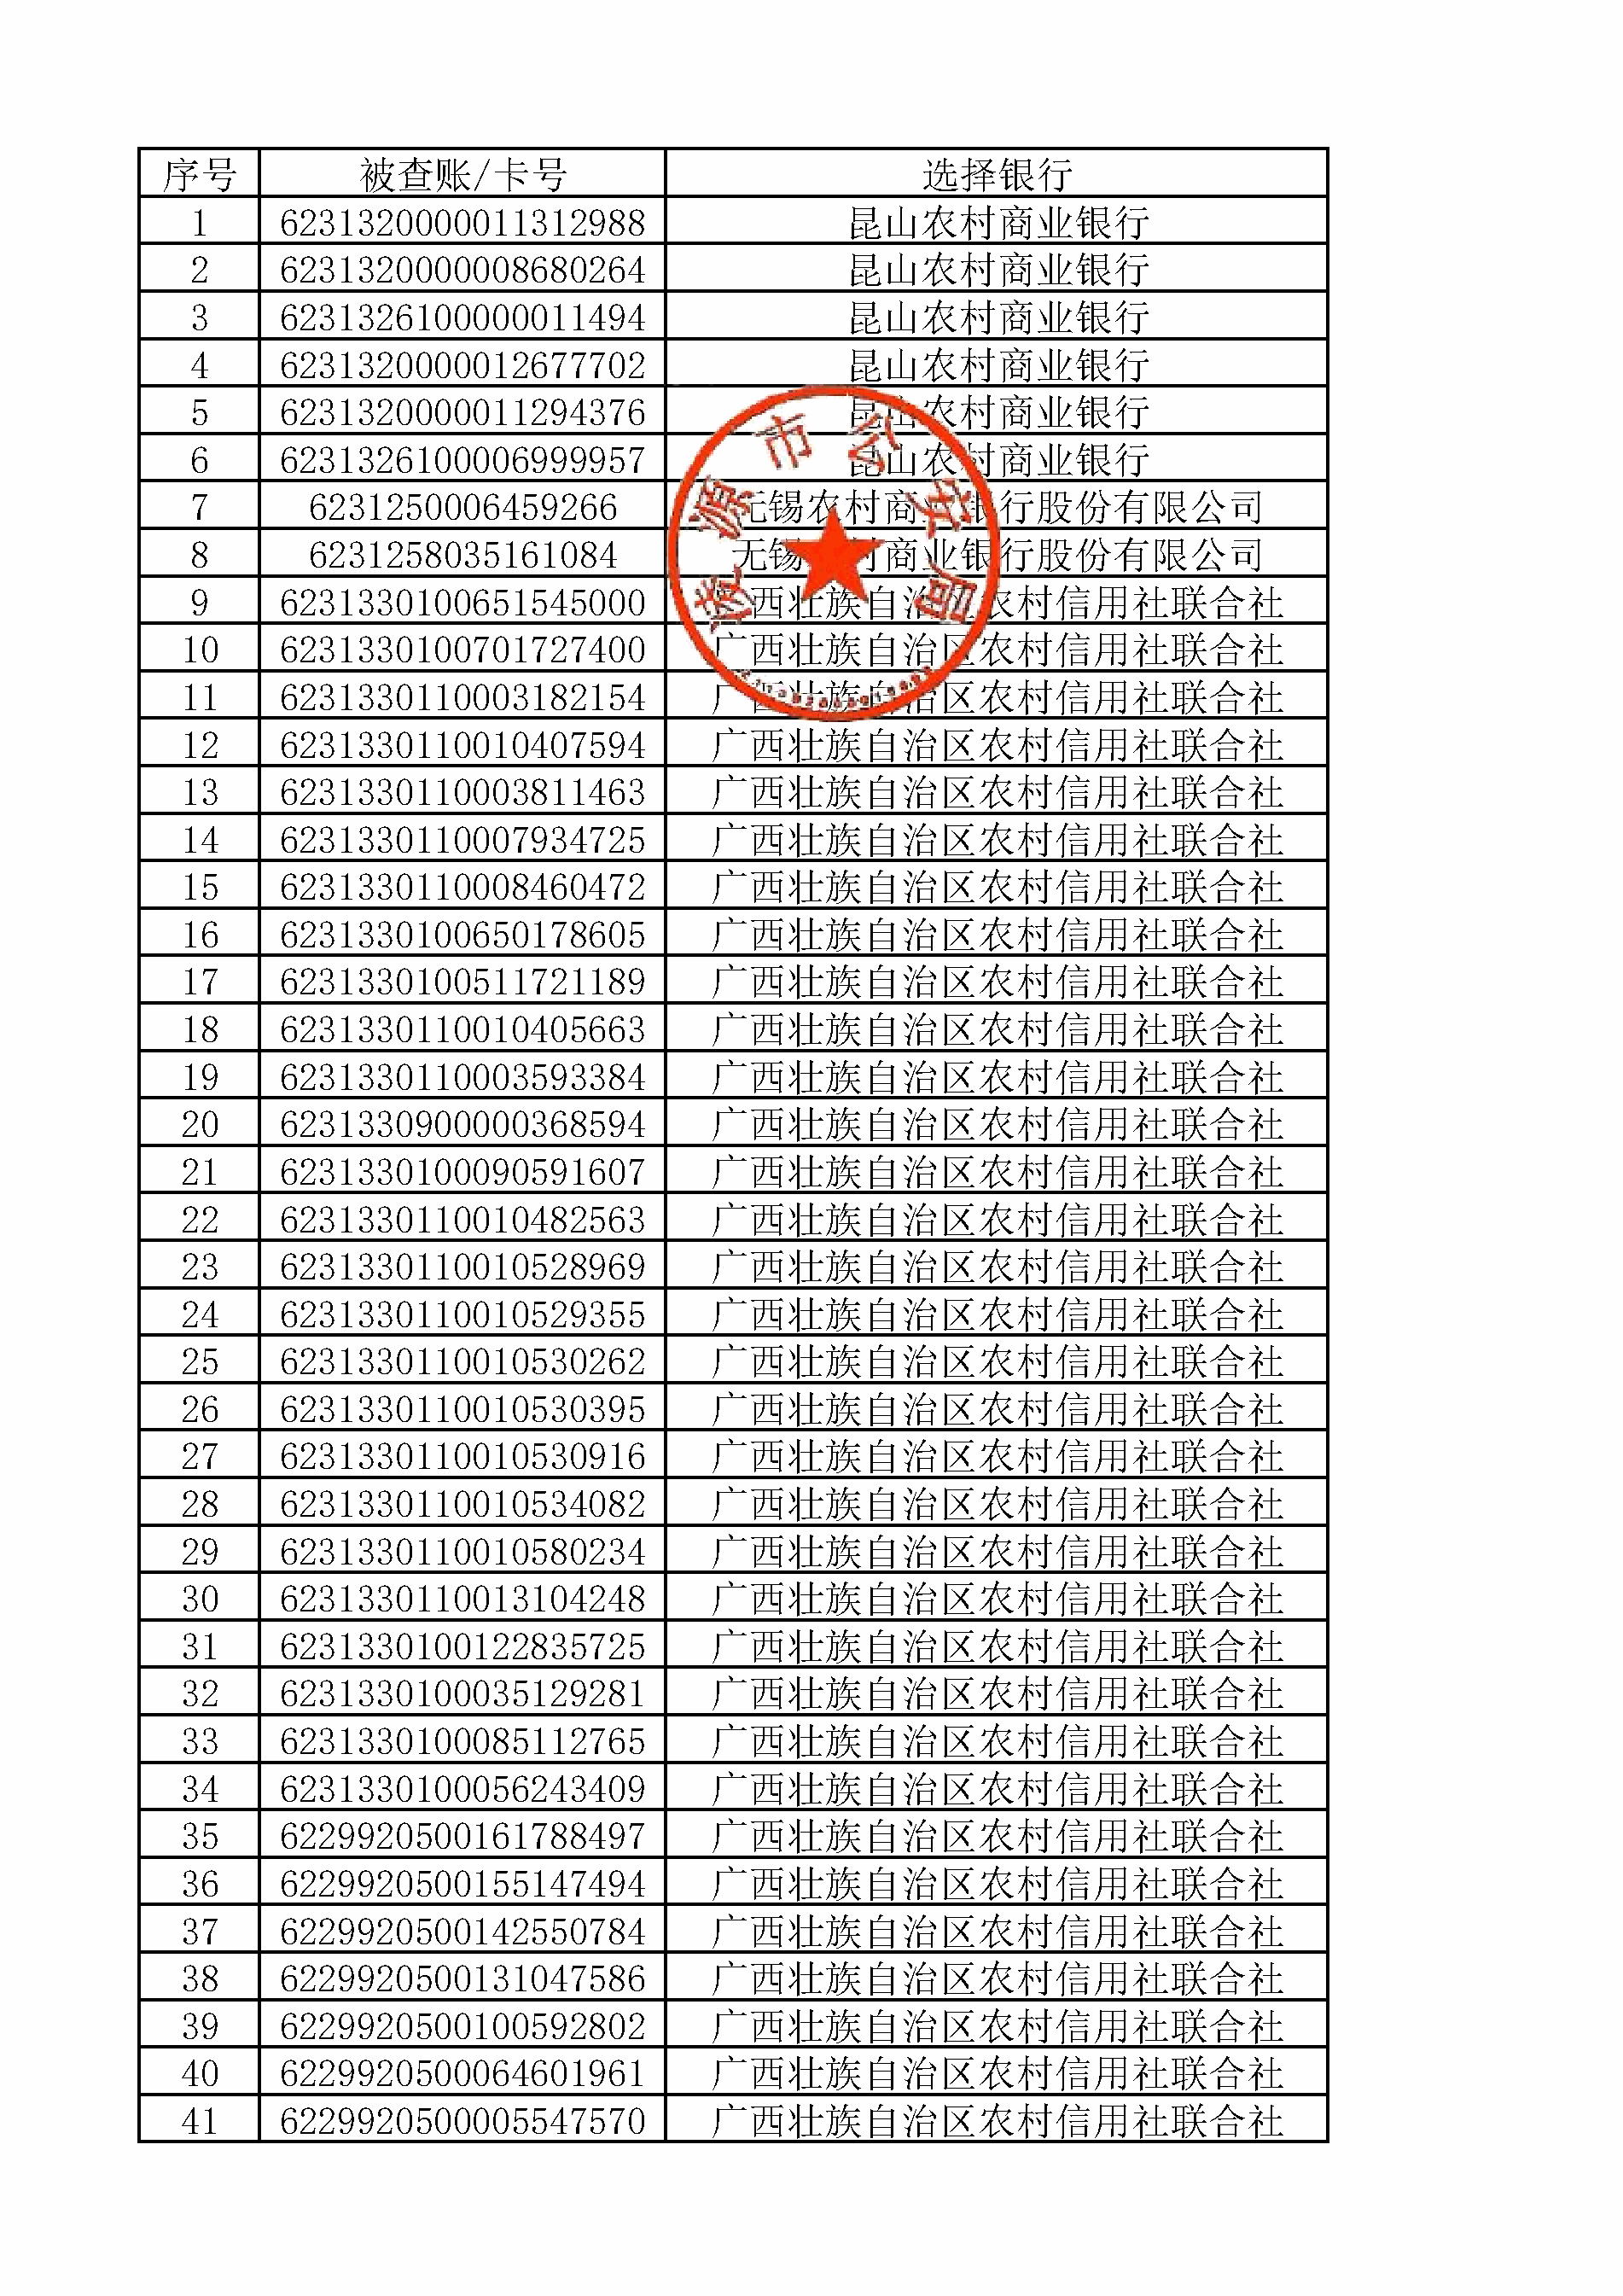 序号 被查账/卡号 选择银行
1 6231320000011312988 昆山农村商业银行
2 6231320000008680264 昆山农村商业银行
3 6231326100000011494 昆山农村商业银行
4 6231320000012677702 昆山农村商业银行
5 6231320000011294376 昆山农村商业银行
6 6231326100006999957 昆山农村商业银行
7 6231250006459266 无锡农村商业银行股份有限公司
8 6231258035161084 无锡农村商业银行股份有限公司
9 6231330100651545000 广西壮族自治区农村信用社联合社
10 6231330100701727400 广西壮族自治区农村信用社联合社
11 6231330110003182154 广西壮族自治区农村信用社联合社
12 6231330110010407594 广西壮族自治区农村信用社联合社
13 6231330110003811463 广西壮族自治区农村信用社联合社
14 6231330110007934725 广西壮族自治区农村信用社联合社
15 6231330110008460472 广西壮族自治区农村信用社联合社
16 6231330100650178605 广西壮族自治区农村信用社联合社
17 6231330100511721189 广西壮族自治区农村信用社联合社
18 6231330110010405663 广西壮族自治区农村信用社联合社
19 6231330110003593384 广西壮族自治区农村信用社联合社
20 6231330900000368594 广西壮族自治区农村信用社联合社
21 6231330100090591607 广西壮族自治区农村信用社联合社
22 6231330110010482563 广西壮族自治区农村信用社联合社
23 6231330110010528969 广西壮族自治区农村信用社联合社
24 6231330110010529355 广西壮族自治区农村信用社联合社
25 6231330110010530262 广西壮族自治区农村信用社联合社
26 6231330110010530395 广西壮族自治区农村信用社联合社
27 6231330110010530916 广西壮族自治区农村信用社联合社
28 6231330110010534082 广西壮族自治区农村信用社联合社
29 6231330110010580234 广西壮族自治区农村信用社联合社
30 6231330110013104248 广西壮族自治区农村信用社联合社
31 6231330100122835725 广西壮族自治区农村信用社联合社
32 6231330100035129281 广西壮族自治区农村信用社联合社
33 6231330100085112765 广西壮族自治区农村信用社联合社
34 6231330100056243409 广西壮族自治区农村信用社联合社
35 6229920500161788497 广西壮族自治区农村信用社联合社
36 6229920500155147494 广西壮族自治区农村信用社联合社
37 6229920500142550784 广西壮族自治区农村信用社联合社
38 6229920500131047586 广西壮族自治区农村信用社联合社
39 6229920500100592802 广西壮族自治区农村信用社联合社
40 6229920500064601961 广西壮族自治区农村信用社联合社
41 6229920500005547570 广西壮族自治区农村信用社联合社
凌源市公安局